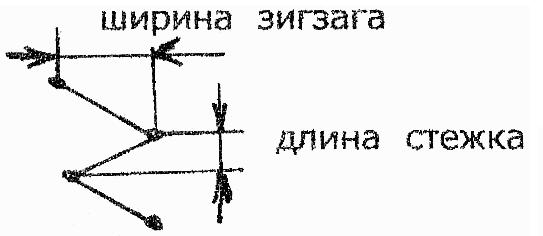 ширина зигзага
длина стежка